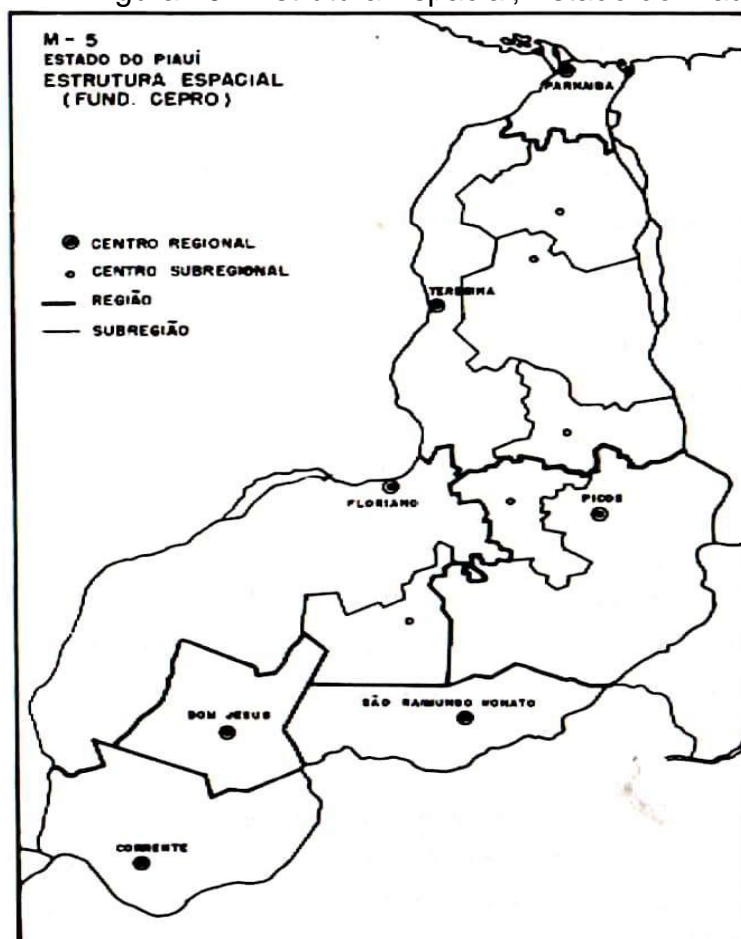 M - 5
ESTADO DO PIAUÍ
ESTRUTURA ESPACIAL
( FUND. CEPRO )
PARNAIBA
CENTRO REGIONAL
CENTRO SUBREGIONAL
REGIÃO
SUBREGIÃO
TERESINA
FLORIANO
PICOS
DOM JESUS
SÃO RAIMUNDO NONATO
CORRENTE